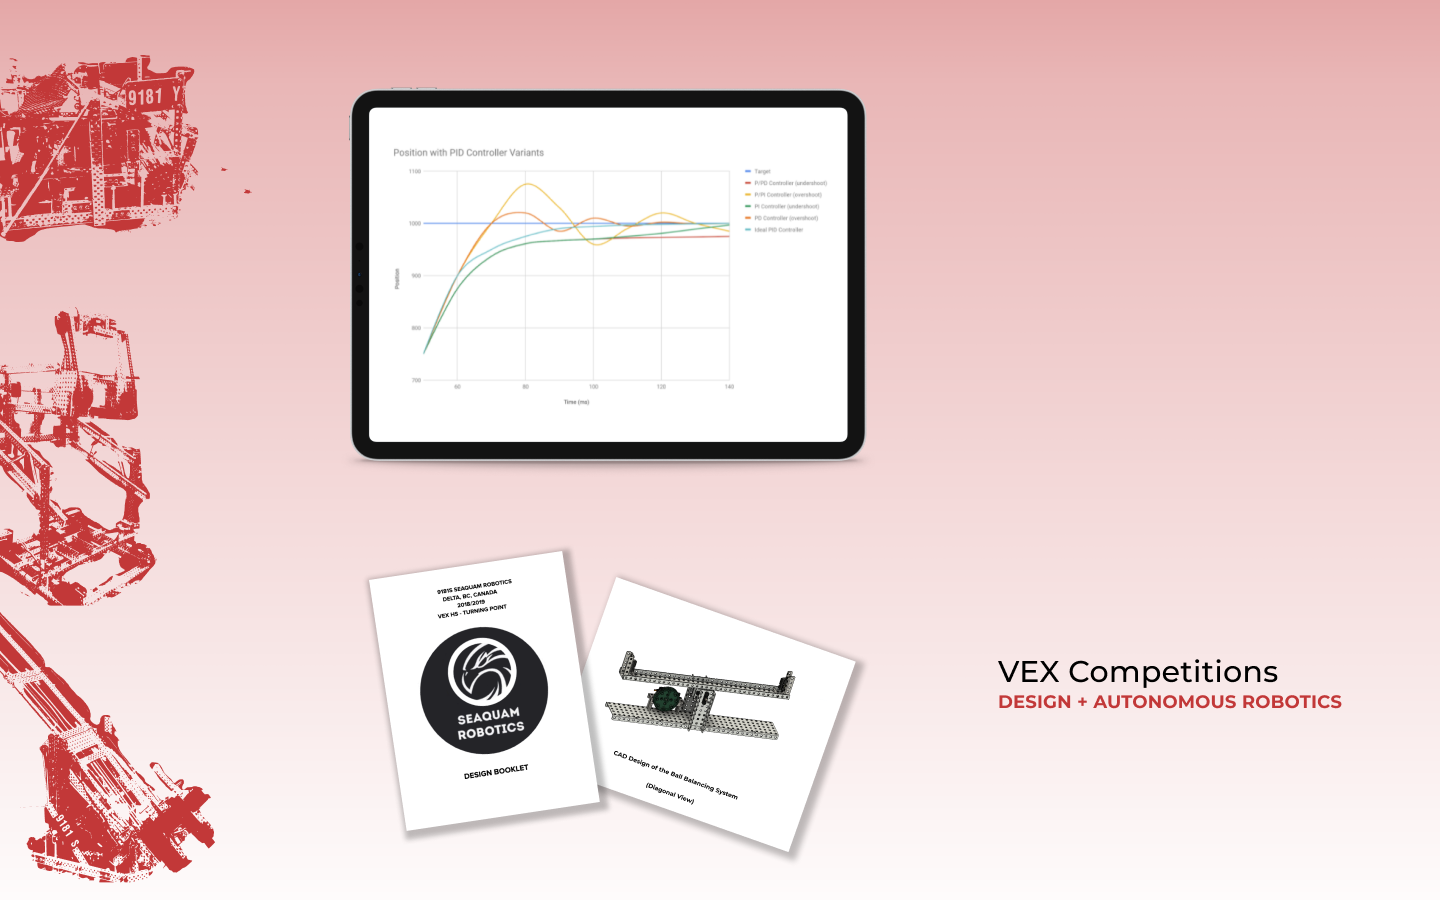 9181 Y
Position with PID Controller Variants
1100
1000
900
800
700
Position
60
80
100
120
140
Time (ms)
Target
P/PD Controller (undershoot)
P/PI Controller (overshoot)
PI Controller (undershoot)
PD Controller (overshoot)
Ideal PID Controller
9181S SEAQUAM ROBOTICS
DELTA, BC, CANADA
2018/2019
VEX HS - TURNING POINT
SEAQUAM
ROBOTICS
DESIGN BOOKLET
CAD Design of the Ball Balancing System
(Diagonal View)
VEX Competitions
DESIGN + AUTONOMOUS ROBOTICS
9181 S